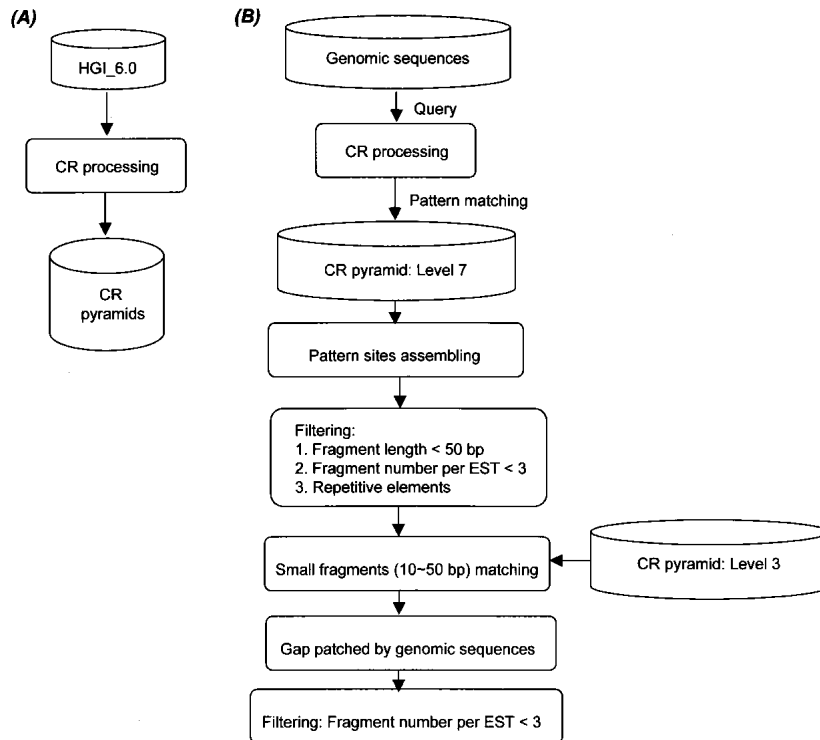 (A)
HGI_6.0
CR processing
CR
pyramids
(B)
Genomic sequences
Query
CR processing
Pattern matching
CR pyramid: Level 7
Pattern sites assembling
Filtering:
1. Fragment length < 50 bp
2. Fragment number per EST < 3
3. Repetitive elements
Small fragments (10~50 bp) matching
CR pyramid: Level 3
Gap patched by genomic sequences
Filtering: Fragment number per EST < 3